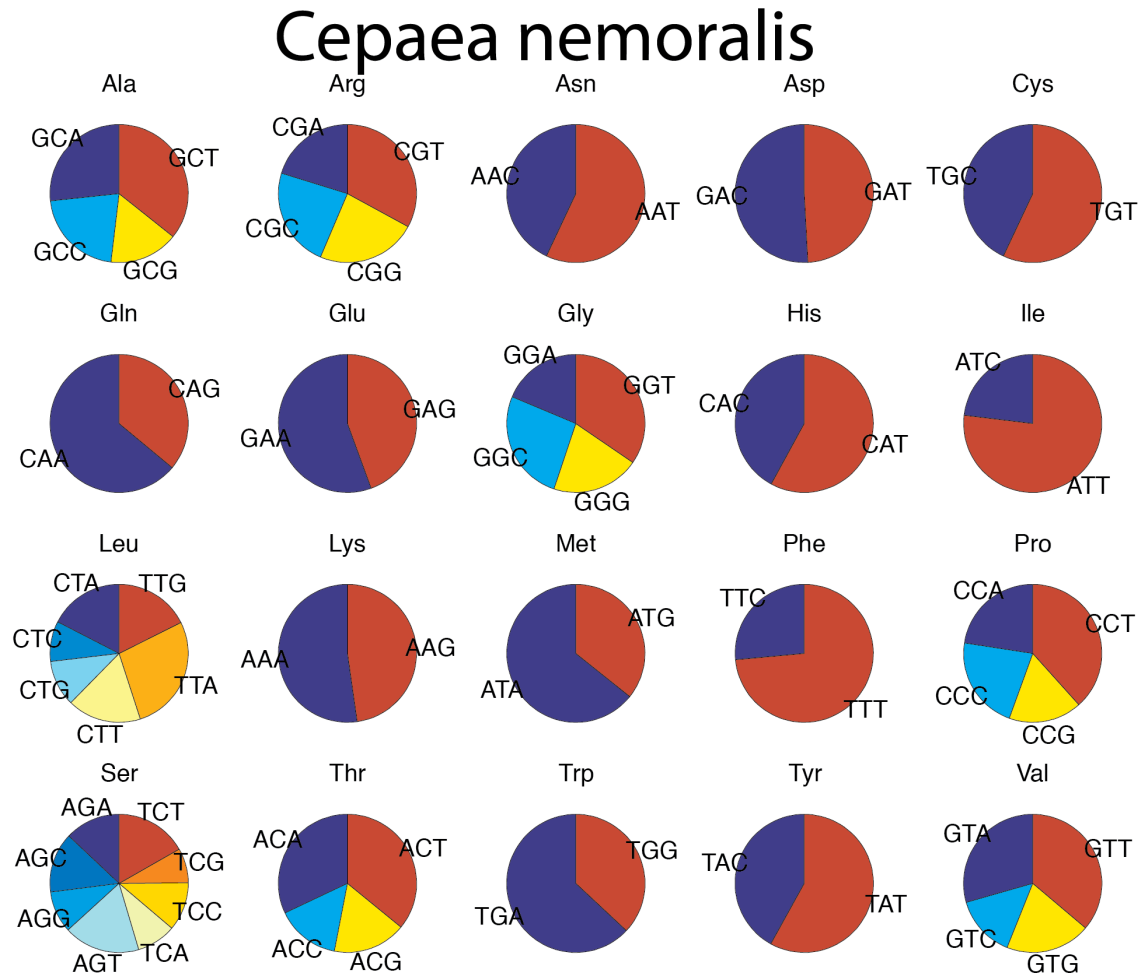 Cepaea nemoralis
Ala Arg Asn Asp Cys
GCA GCT GCC GCG
CGA CGT CGC CGG
AAC AAT
GAC GAT
TGC TGT
Gln Glu Gly His Ile
CAG CAA
GAG GAA
GGA GGT GGC GGG
CAC CAT
ATC ATT
Leu Lys Met Phe Pro
CTA TTG CTC CTG TTA CTT
AAA AAG
ATG ATA
TTC TTT
CCA CCT CCC CCG
Ser Thr Trp Tyr Val
AGA TCT AGC TCG AGG TCC TCA AGT
ACA ACT ACC ACG
TGG TGA
TAC TAT
GTA GTT GTC GTG